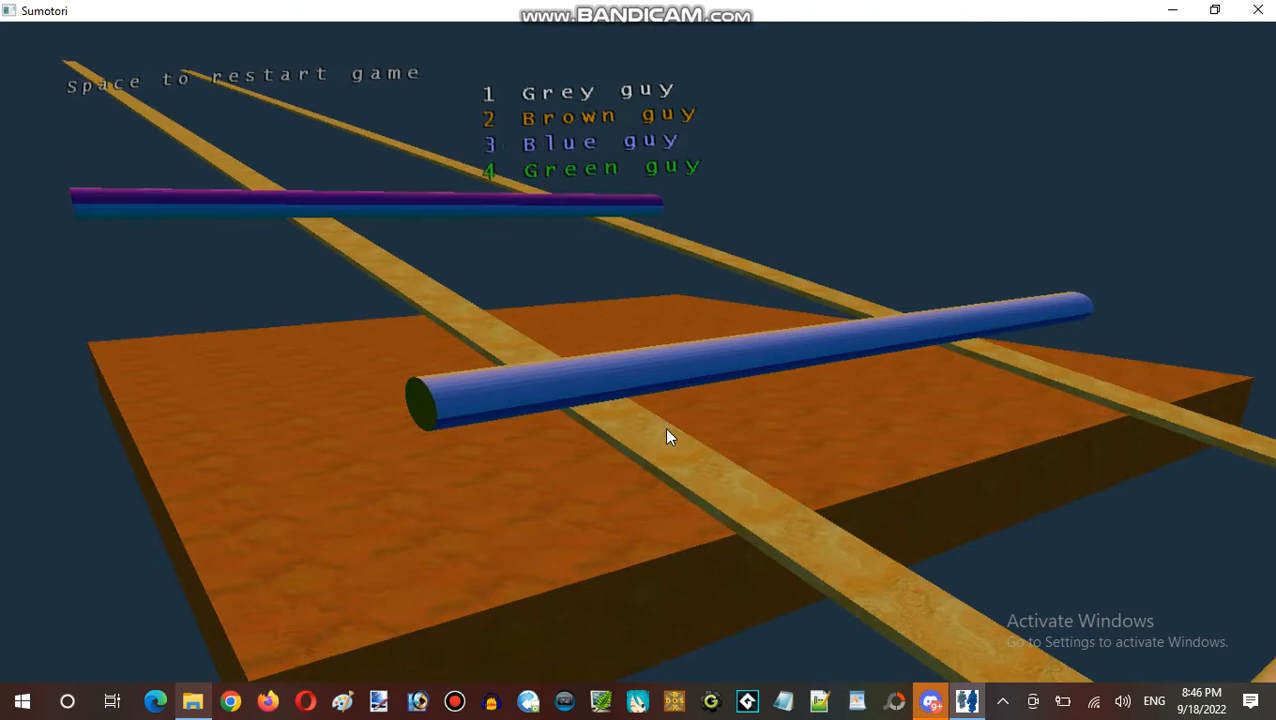 Sumotori
www.BANDICAM.com
Space to restart game
1 Grey guy
2 Brown guy
3 Blue guy
4 Green guy
Activate Windows
Go to Settings to activate Windows.
9+
ENG
8:46 PM
9/18/2022